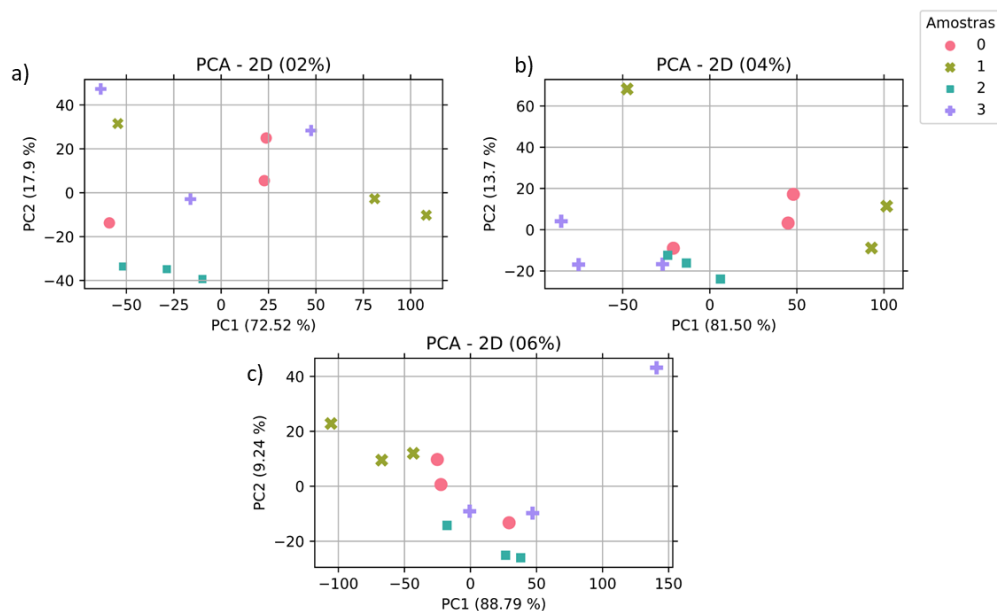 Amostras
0
1
2
3
a)
PCA - 2D (02%)
PC2 (17.9 %)
40
20
0
−20
−40
−50
−25
0
25
50
75
100
PC1 (72.52 %)
b)
PCA - 2D (04%)
PC2 (13.7 %)
60
40
20
0
−20
−50
0
50
100
PC1 (81.50 %)
c)
PCA - 2D (06%)
PC2 (9.24 %)
40
20
0
−20
−100
−50
0
50
100
150
PC1 (88.79 %)